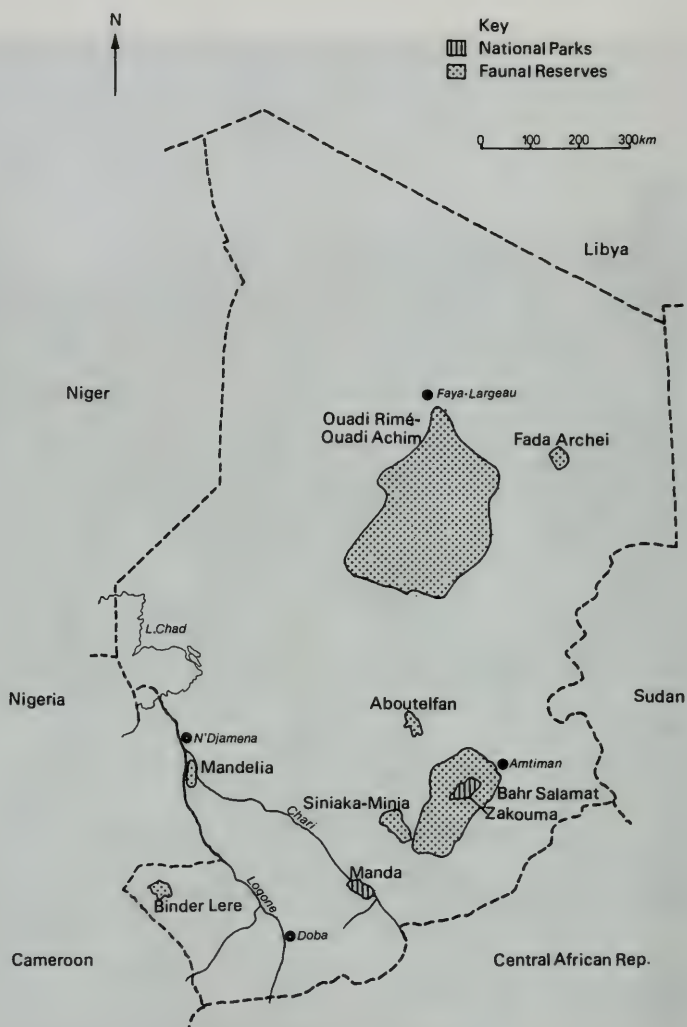 N
Key
National Parks
Faunal Reserves
0 100 200 300km
Libya
Niger
Faya-Largeau
Ouadi Rimé-
Ouadi Achim
Fada Archei
L.Chad
Nigeria
Sudan
Aboutelfan
N'Djamena
Amtiman
Mandelia
Bahr Salamat
Zakouma
Siniaka-Minia
Chari
Manda
Logone
Binder Lere
Doba
Cameroon
Central African Rep.